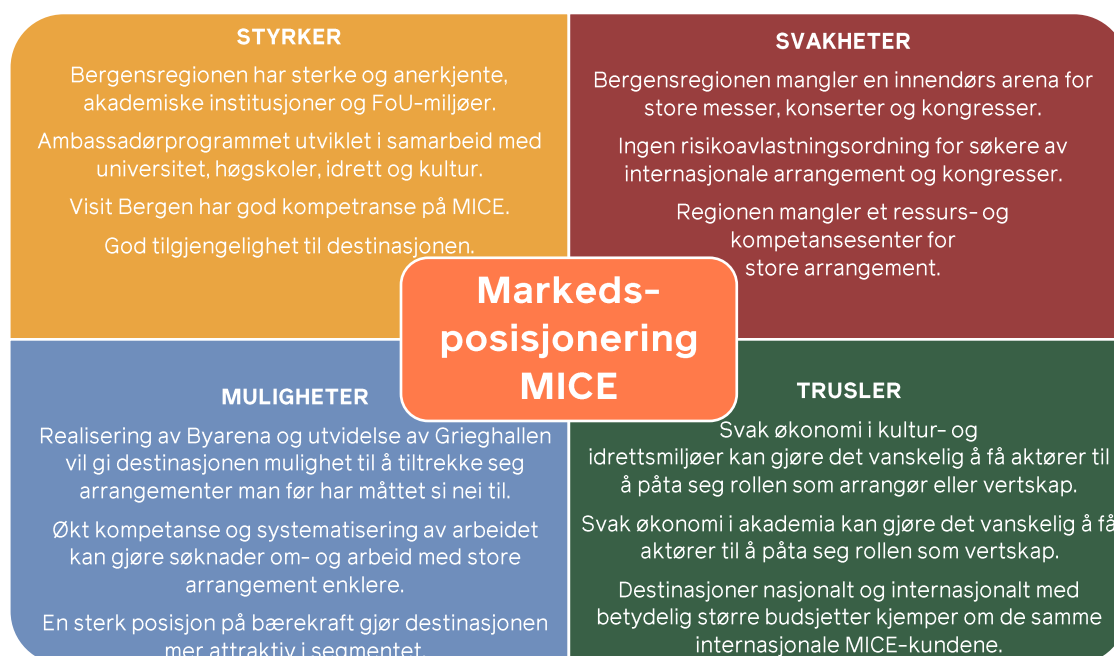 STYRKER
Bergensregionen har sterke og anerkjente,
akademiske institusjoner og FoU-miljøer.
Ambassadørprogrammet utviklet i samarbeid med
universitet, høgskoler, idrett og kultur.
Visit Bergen har god kompetranse på MICE.
God tilgjengelighet til destinasjonen.
SVAKHETER
Bergensregionen mangler en innendørs arena for
store messer, konserter og kongresser.
Ingen risikoavlastningsordning for søkere av
internasjonale arrangement og kongresser.
Regionen mangler et ressurs- og
kompetansesenter for
store arrangement.
Markeds-
posisjonering
MICE
MULIGHETER
Realisering av Byarena og utvidelse av Grieghallen
vil gi destinasjonen mulighet til å tiltrekke seg
arrangementer man før har måttet si nei til.
Økt kompetanse og systematisering av arbeidet
kan gjøre søknader om- og arbeid med store
arrangement enklere.
En sterk posisjon på bærekraft gjør destinasjonen
mer attraktiv i segmentet.
TRUSLER
Svak økonomi i kultur- og
idrettsmiljøer kan gjøre det vanskelig å få aktører til
å påta seg rollen som arrangør eller vertskap.
Svak økonomi i akademia kan gjøre det vanskelig å få
aktører til å påta seg rollen som vertskap.
Destinasjoner nasjonalt og internasjonalt med
betydelig større budsjetter kjemper om de samme
internasjonale MICE-kundene.